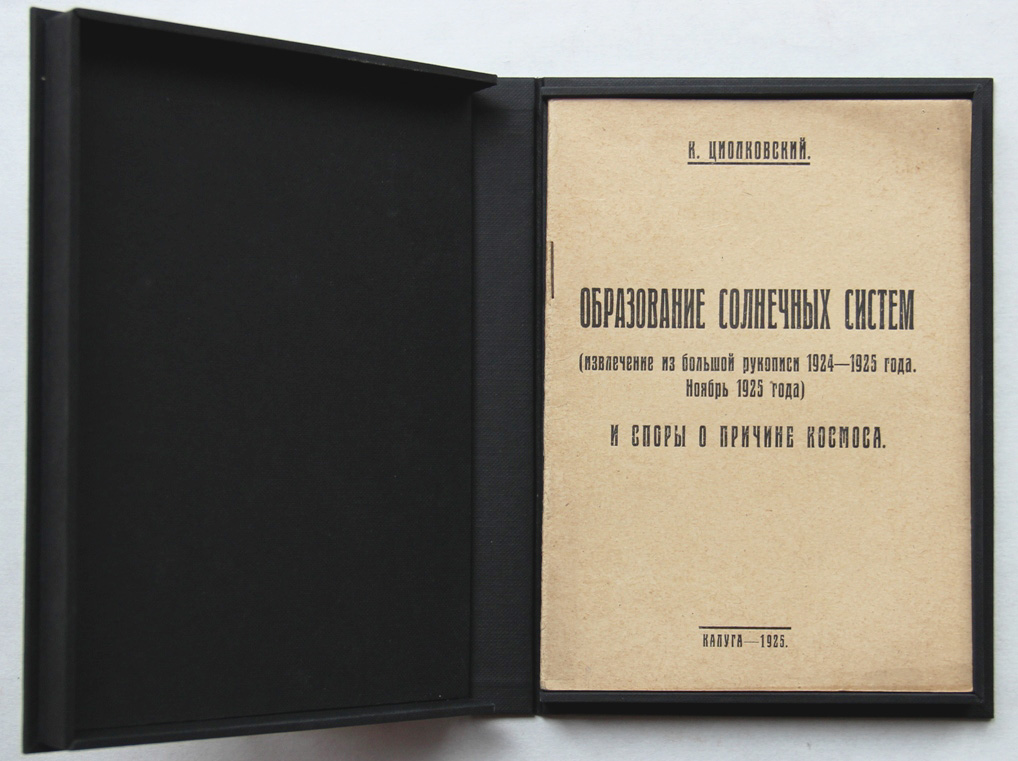 К. ЦИОЛКОВСКИЙ.
ОБРАЗОВАНИЕ СОЛНЕЧНЫХ СИСТЕМ
(извлечение из большой рукописи 1924—1925 года.
Ноябрь 1925 года)
И СПОРЫ О ПРИЧИНЕ КОСМОСА.
КАЛУГА—1925.